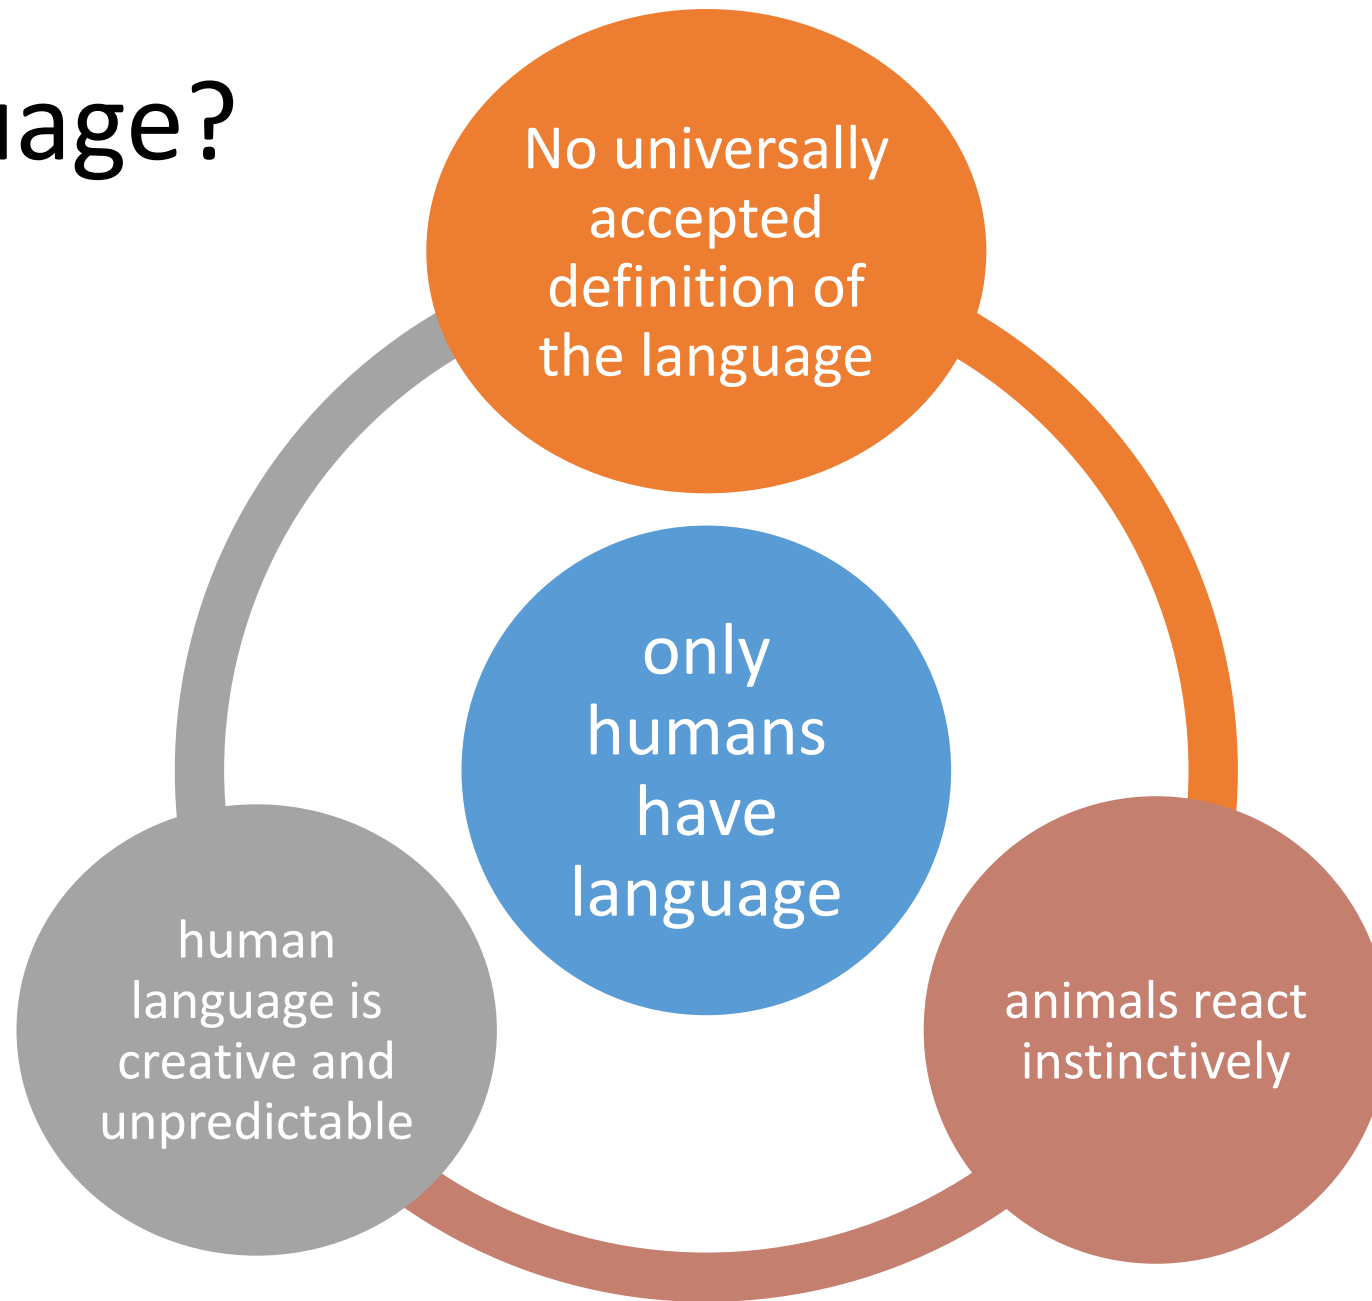 uage?
No universally
accepted
definition of
the language
only
humans
have
language
human
language is
creative and
unpredictable
animals react
instinctively